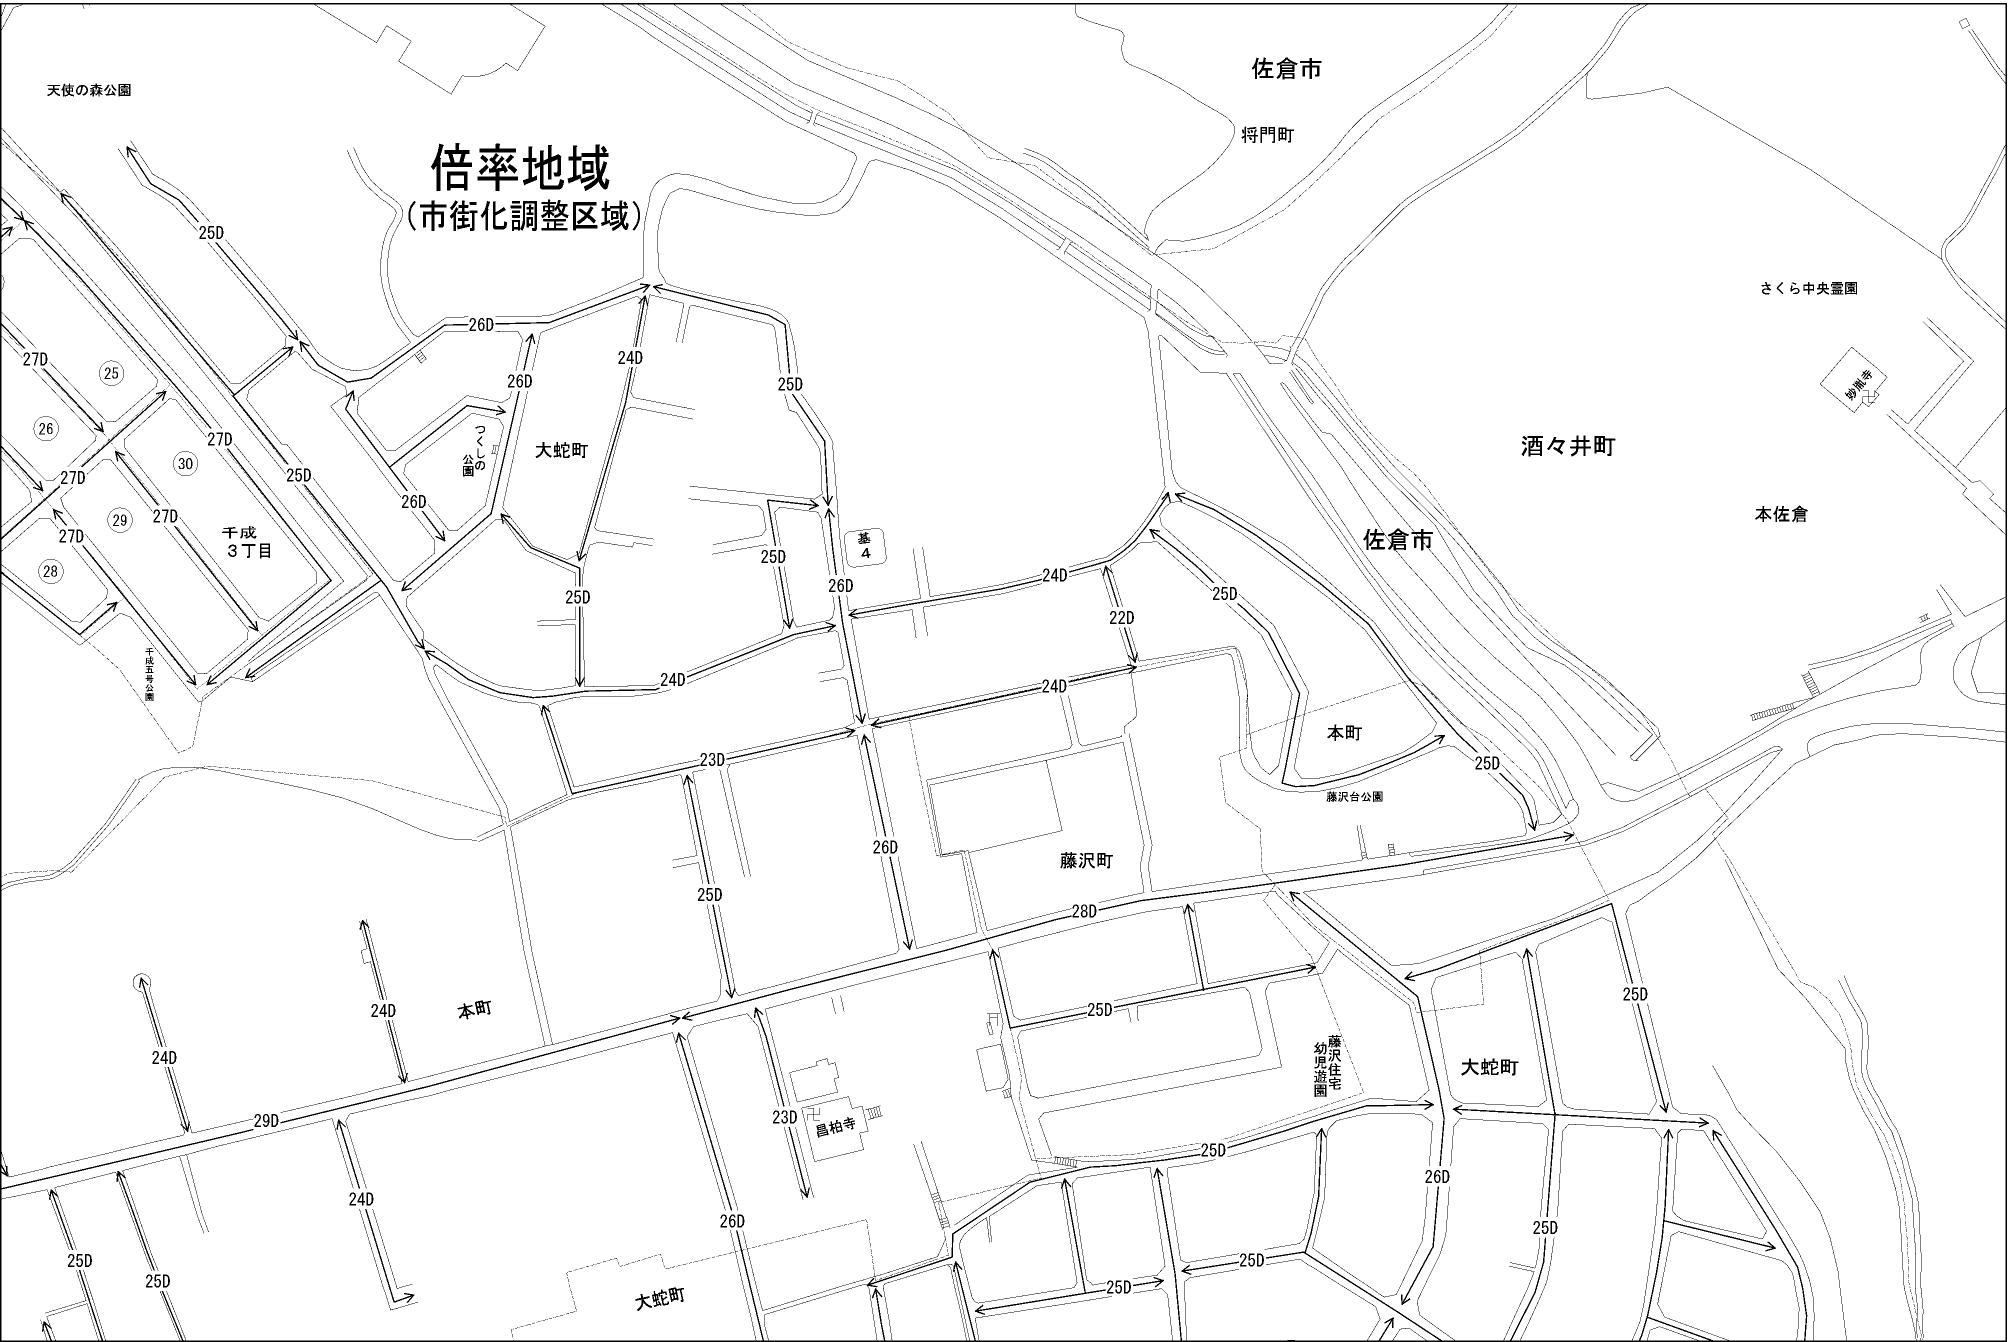 佐倉市
天使の森公園
将門町
倍率地域
(市街化調整区域)
25D
さくら中央霊園
26D
27D
24D
25
26D
25D
妙胤寺
26
つくしの
公園
27D
大蛇町
酒々井町
30
25D
27D
26D
29
27D
本佐倉
27D
千成
3丁目
佐倉市
基
4
28
25D
24D
26D
25D
25D
22D
千成五号公園
24D
24D
本町
23D
25D
藤沢台公園
26D
藤沢町
25D
28D
24D
本町
25D
25D
藤沢住宅
幼児遊園
24D
大蛇町
29D
23D
昌柏寺
25D
26D
24D
26D
25D
25D
25D
25D
25D
大蛇町